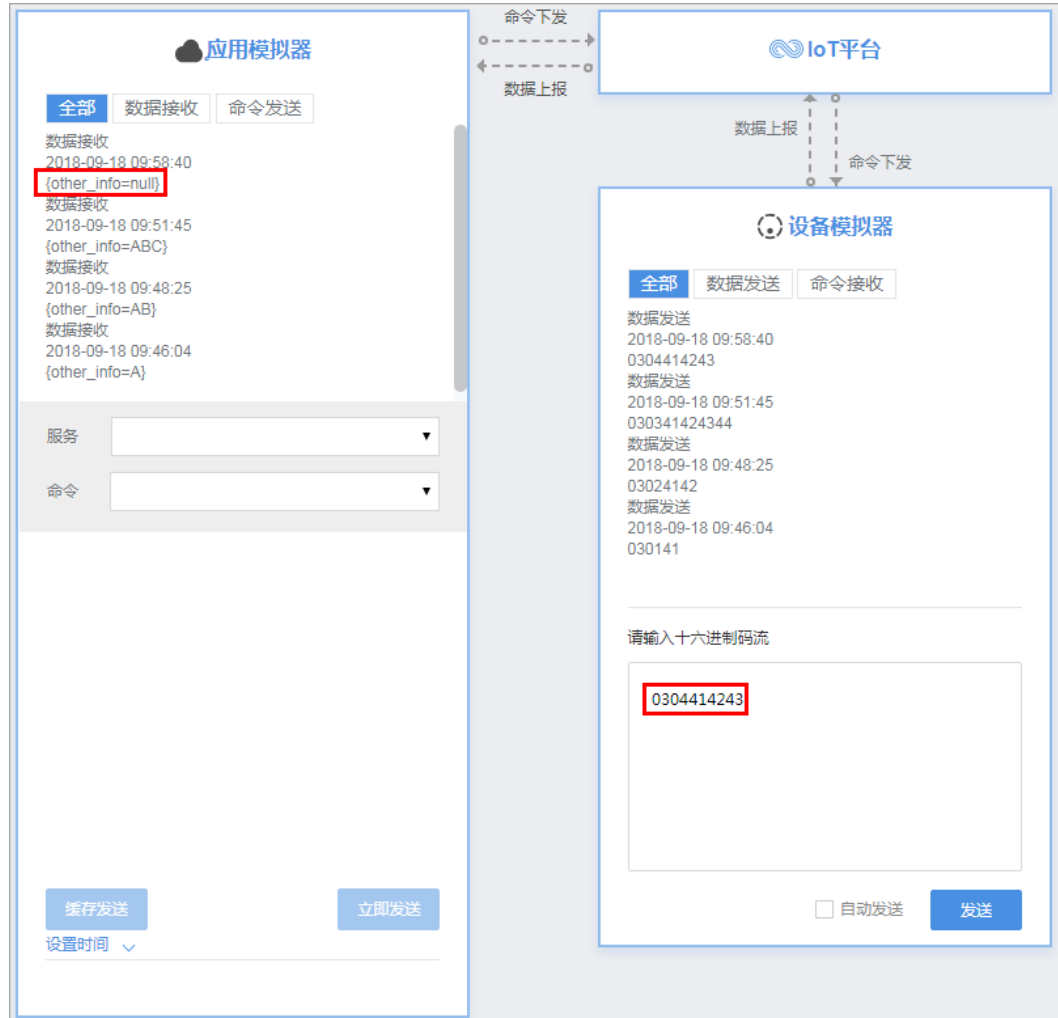 应用模拟器
全部 数据接收 命令发送
数据接收
2018-09-18 09:58:40
{other_info=null}
数据接收
2018-09-18 09:51:45
{other_info=ABC}
数据接收
2018-09-18 09:48:25
{other_info=AB}
数据接收
2018-09-18 09:46:04
{other_info=A}
服务
命令
缓存发送 立即发送
设置时间
命令下发
数据上报
IoT平台
数据上报
命令下发
设备模拟器
全部 数据发送 命令接收
数据发送
2018-09-18 09:58:40
0304414243
数据发送
2018-09-18 09:51:45
030341424344
数据发送
2018-09-18 09:48:25
03024142
数据发送
2018-09-18 09:46:04
030141
请输入十六进制码流
0304414243
自动发送 发送